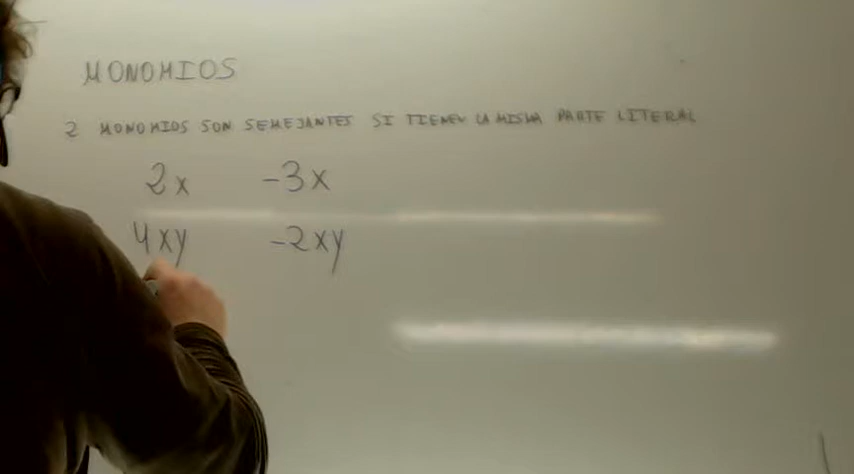 MONOMIOS
2 MONOMIOS SON SEMEJANTES SI TIENEN LA MISMA PARTE LITERAL
2x -3x
4xy -2xy